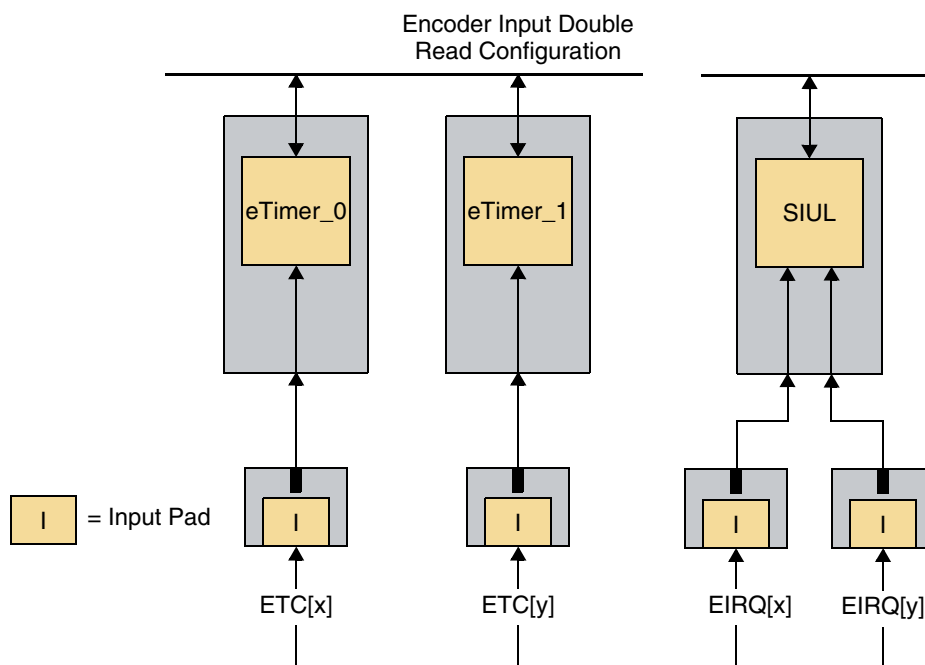 Encoder Input Double
Read Configuration
eTimer_0
eTimer_1
SIUL
I
= Input Pad
I
I
I
I
ETC[x]
ETC[y]
EIRQ[x]
EIRQ[y]